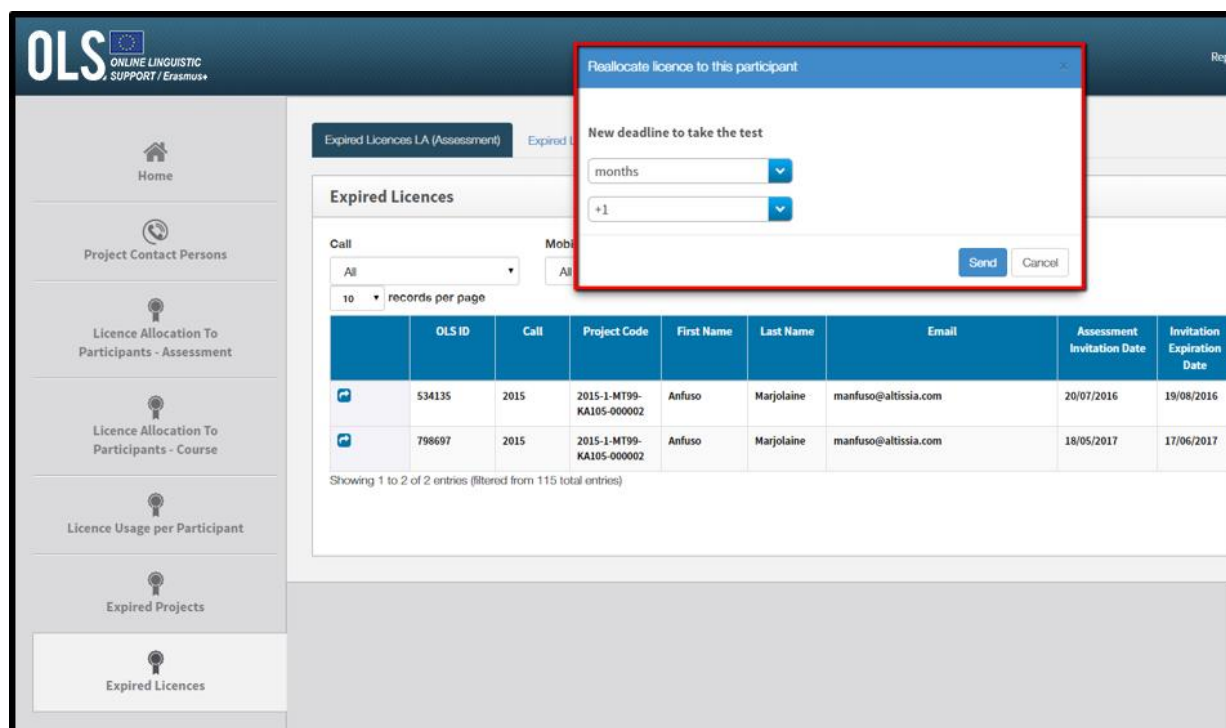 OLS ONLINE LINGUISTIC
SUPPORT / Erasmus+
Home
Project Contact Persons
Licence Allocation To
Participants - Assessment
Licence Allocation To
Participants - Course
Licence Usage per Participant
Expired Projects
Expired Licences
Reallocate licence to this participant ×
New deadline to take the test
months
+1
Send Cancel
Expired Licences LA (Assessment)
Expired
Expired Licences
Call
All
All
10 records per page
OLS ID Call Project Code First Name Last Name Email Assessment Invitation Date Invitation Expiration Date
534135 2015 2015-1-MT99-KA105-000002 Anfuso Marjolaine manfuso@altissia.com 20/07/2016 19/08/2016
798697 2015 2015-1-MT99-KA105-000002 Anfuso Marjolaine manfuso@altissia.com 18/05/2017 17/06/2017
Showing 1 to 2 of 2 entries (filtered from 115 total entries)